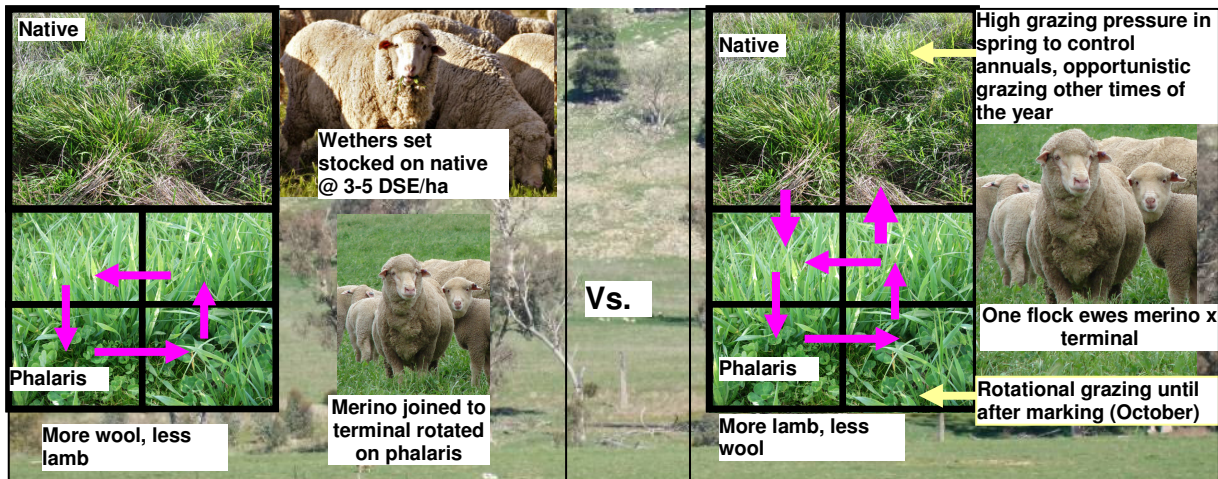 Native
Wethers set
stocked on native
@ 3-5 DSE/ha
Phalaris
More wool, less
lamb
Merino joined to
terminal rotated
on phalaris
Vs.
Native
High grazing pressure in
spring to control
annuals, opportunistic
grazing other times of
the year
One flock ewes merino x
terminal
Phalaris
Rotational grazing until
after marking (October)
More lamb, less
wool